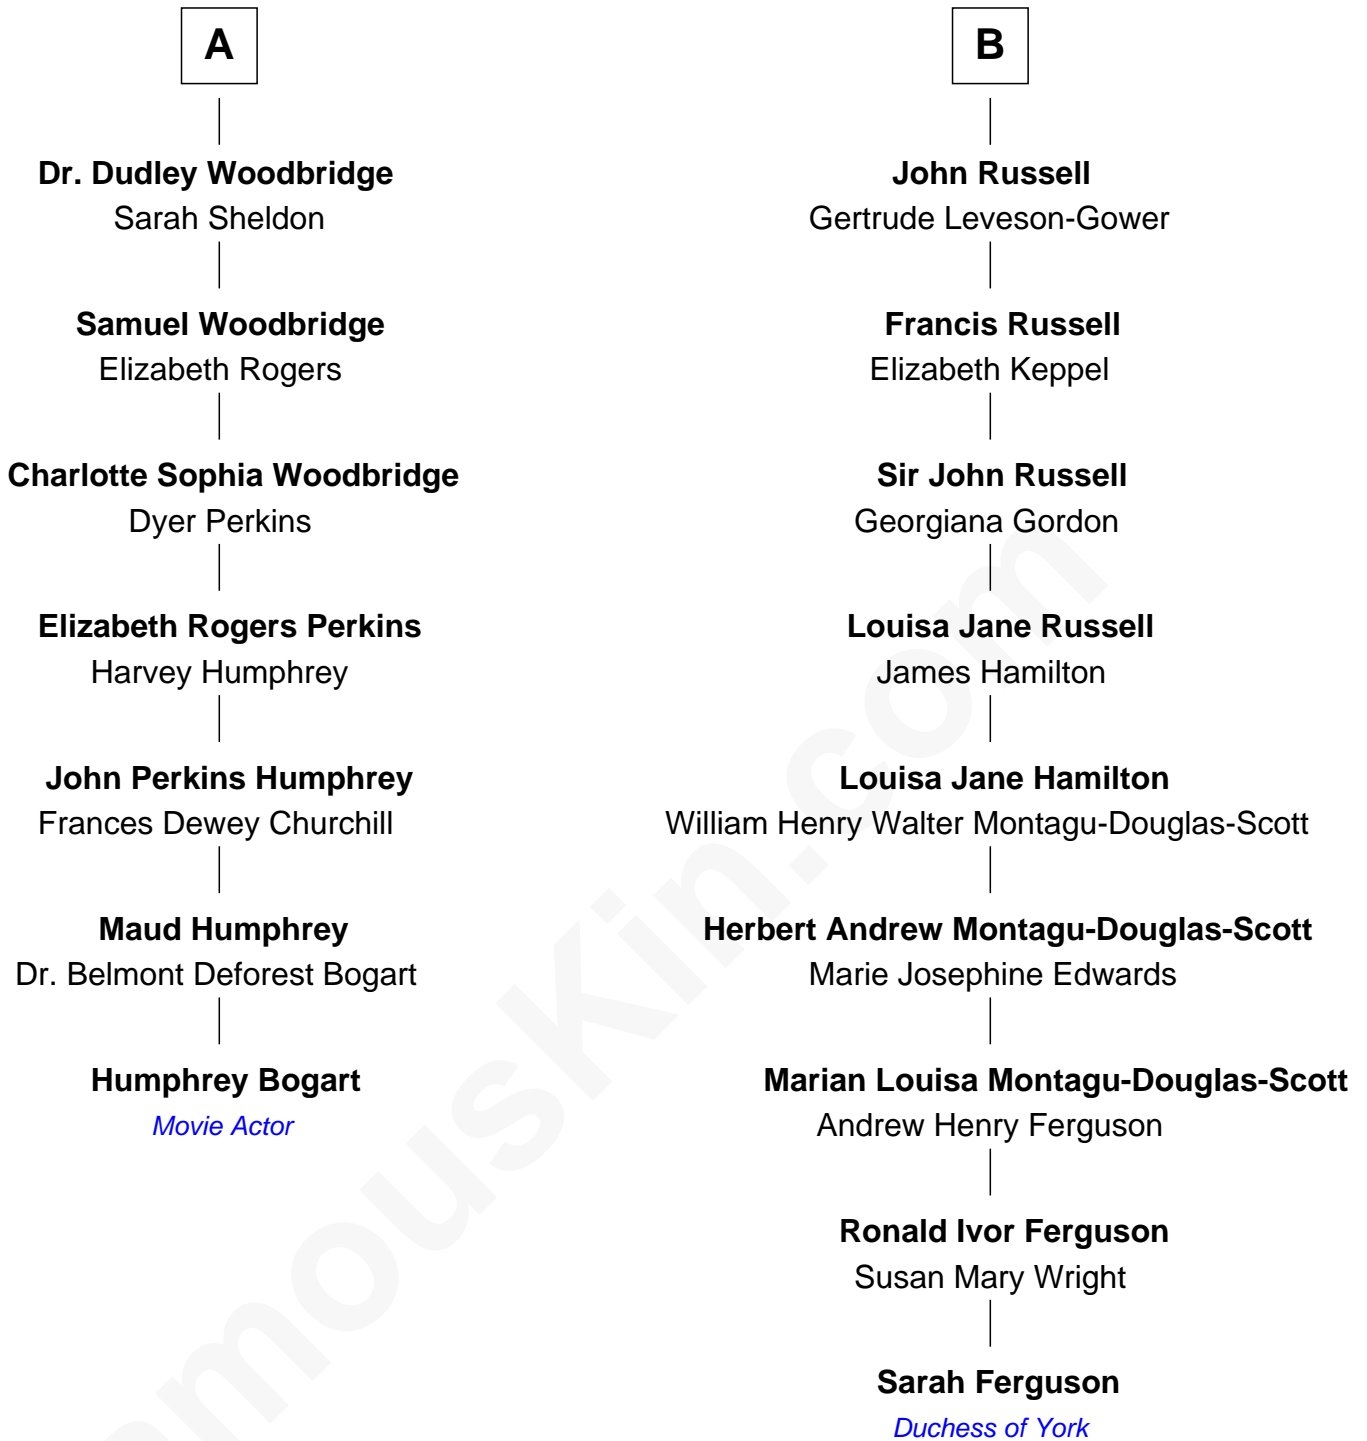 A
Dr. Dudley Woodbridge
Sarah Sheldon
Samuel Woodbridge
Elizabeth Rogers
Charlotte Sophia Woodbridge
Dyer Perkins
Elizabeth Rogers Perkins
Harvey Humphrey
John Perkins Humphrey
Frances Dewey Churchill
Maud Humphrey
Dr. Belmont Deforest Bogart
Humphrey Bogart
Movie Actor
B
John Russell
Gertrude Leveson-Gower
Francis Russell
Elizabeth Keppel
Sir John Russell
Georgiana Gordon
Louisa Jane Russell
James Hamilton
Louisa Jane Hamilton
William Henry Walter Montagu-Douglas-Scott
Herbert Andrew Montagu-Douglas-Scott
Marie Josephine Edwards
Marian Louisa Montagu-Douglas-Scott
Andrew Henry Ferguson
Ronald Ivor Ferguson
Susan Mary Wright
Sarah Ferguson
Duchess of York
amousKin.com